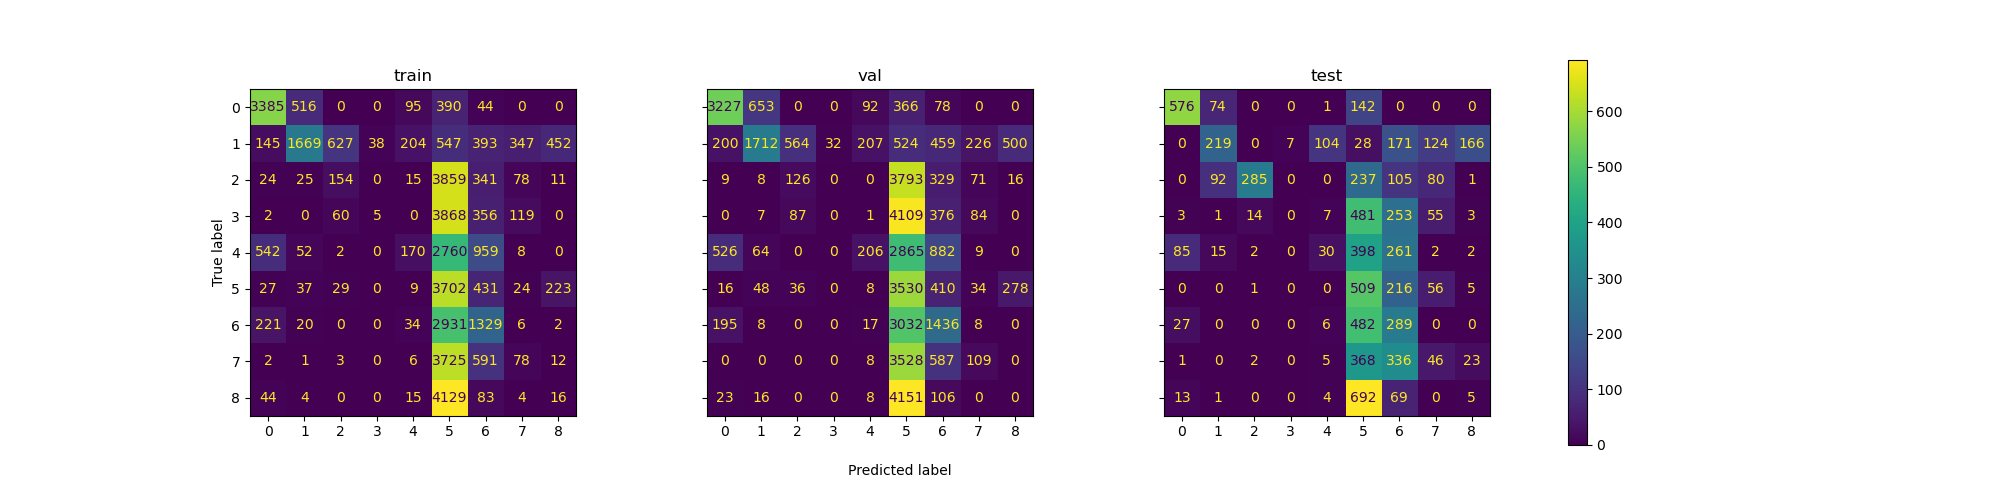 train
val
test
True label
0 3385 516 0 0 95 390 44 0 0
1 145 1669 627 38 204 547 393 347 452
2 24 25 154 0 15 3859 341 78 11
3 2 0 60 5 0 3868 356 119 0
4 542 52 2 0 170 2760 959 8 0
5 27 37 29 0 9 3702 431 24 223
6 221 20 0 0 34 2931 1329 6 2
7 2 1 3 0 6 3725 591 78 12
8 44 4 0 0 15 4129 83 4 16
0 1 2 3 4 5 6 7 8
3227 653 0 0 92 366 78 0 0
200 1712 564 32 207 524 459 226 500
9 8 126 0 0 3793 329 71 16
0 7 87 0 1 4109 376 84 0
526 64 0 0 206 2865 882 9 0
16 48 36 0 8 3530 410 34 278
195 8 0 0 17 3032 1436 8 0
0 0 0 0 8 3528 587 109 0
23 16 0 0 8 4151 106 0 0
0 1 2 3 4 5 6 7 8
576 74 0 0 1 142 0 0 0
0 219 0 7 104 28 171 124 166
0 92 285 0 0 237 105 80 1
3 1 14 0 7 481 253 55 3
85 15 2 0 30 398 261 2 2
0 0 1 0 0 509 216 56 5
27 0 0 0 6 482 289 0 0
1 0 2 0 5 368 336 46 23
13 1 0 0 4 692 69 0 5
0 1 2 3 4 5 6 7 8
Predicted label
600
500
400
300
200
100
0